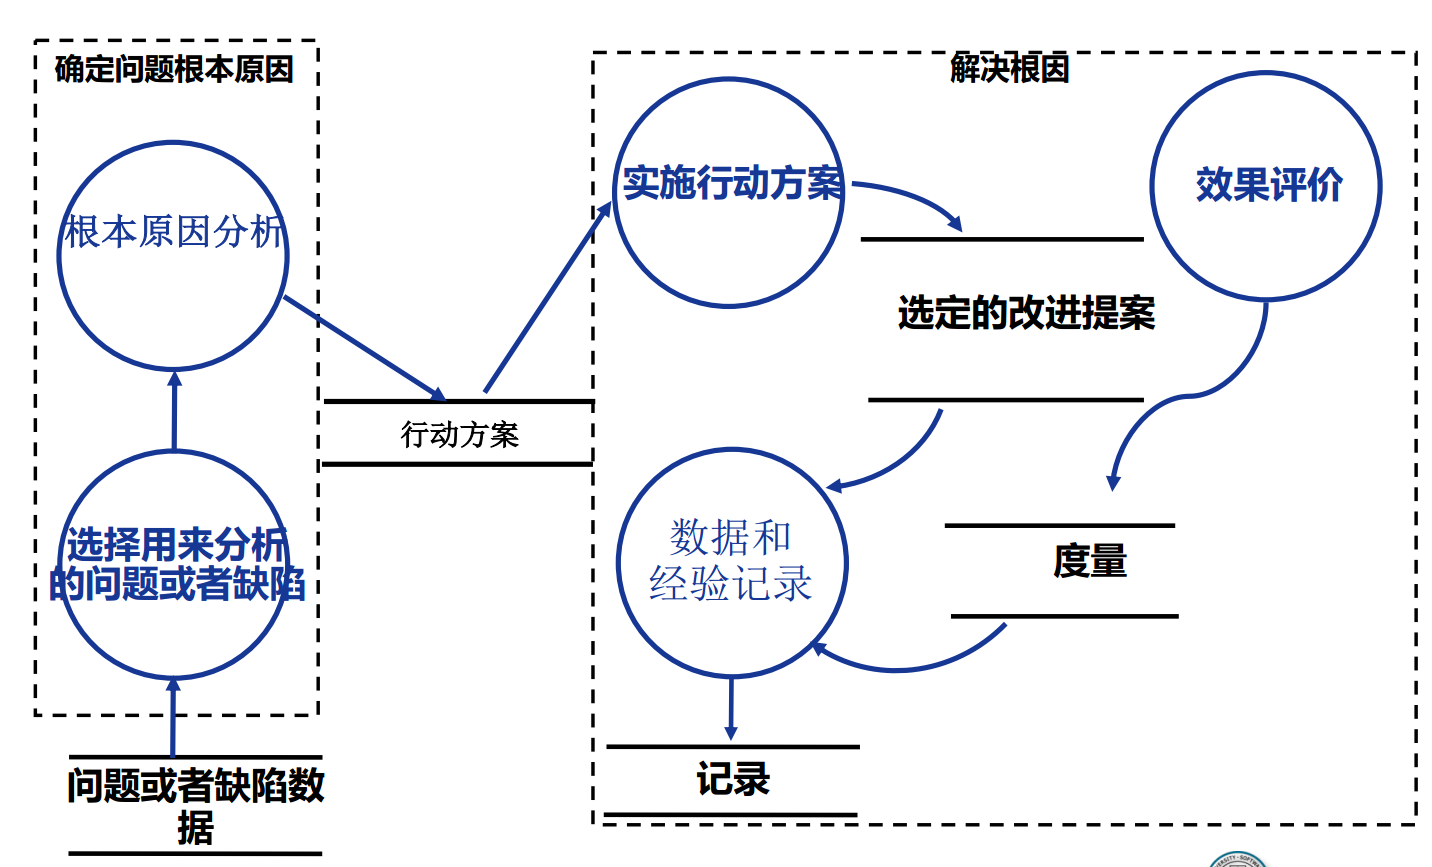 确定问题根本原因
解决根因
根本原因分析
实施行动方案
效果评价
选定的改进提案
行动方案
选择用来分析
的问题或者缺陷
数据和
经验记录
度量
记录
问题或者缺陷数
据